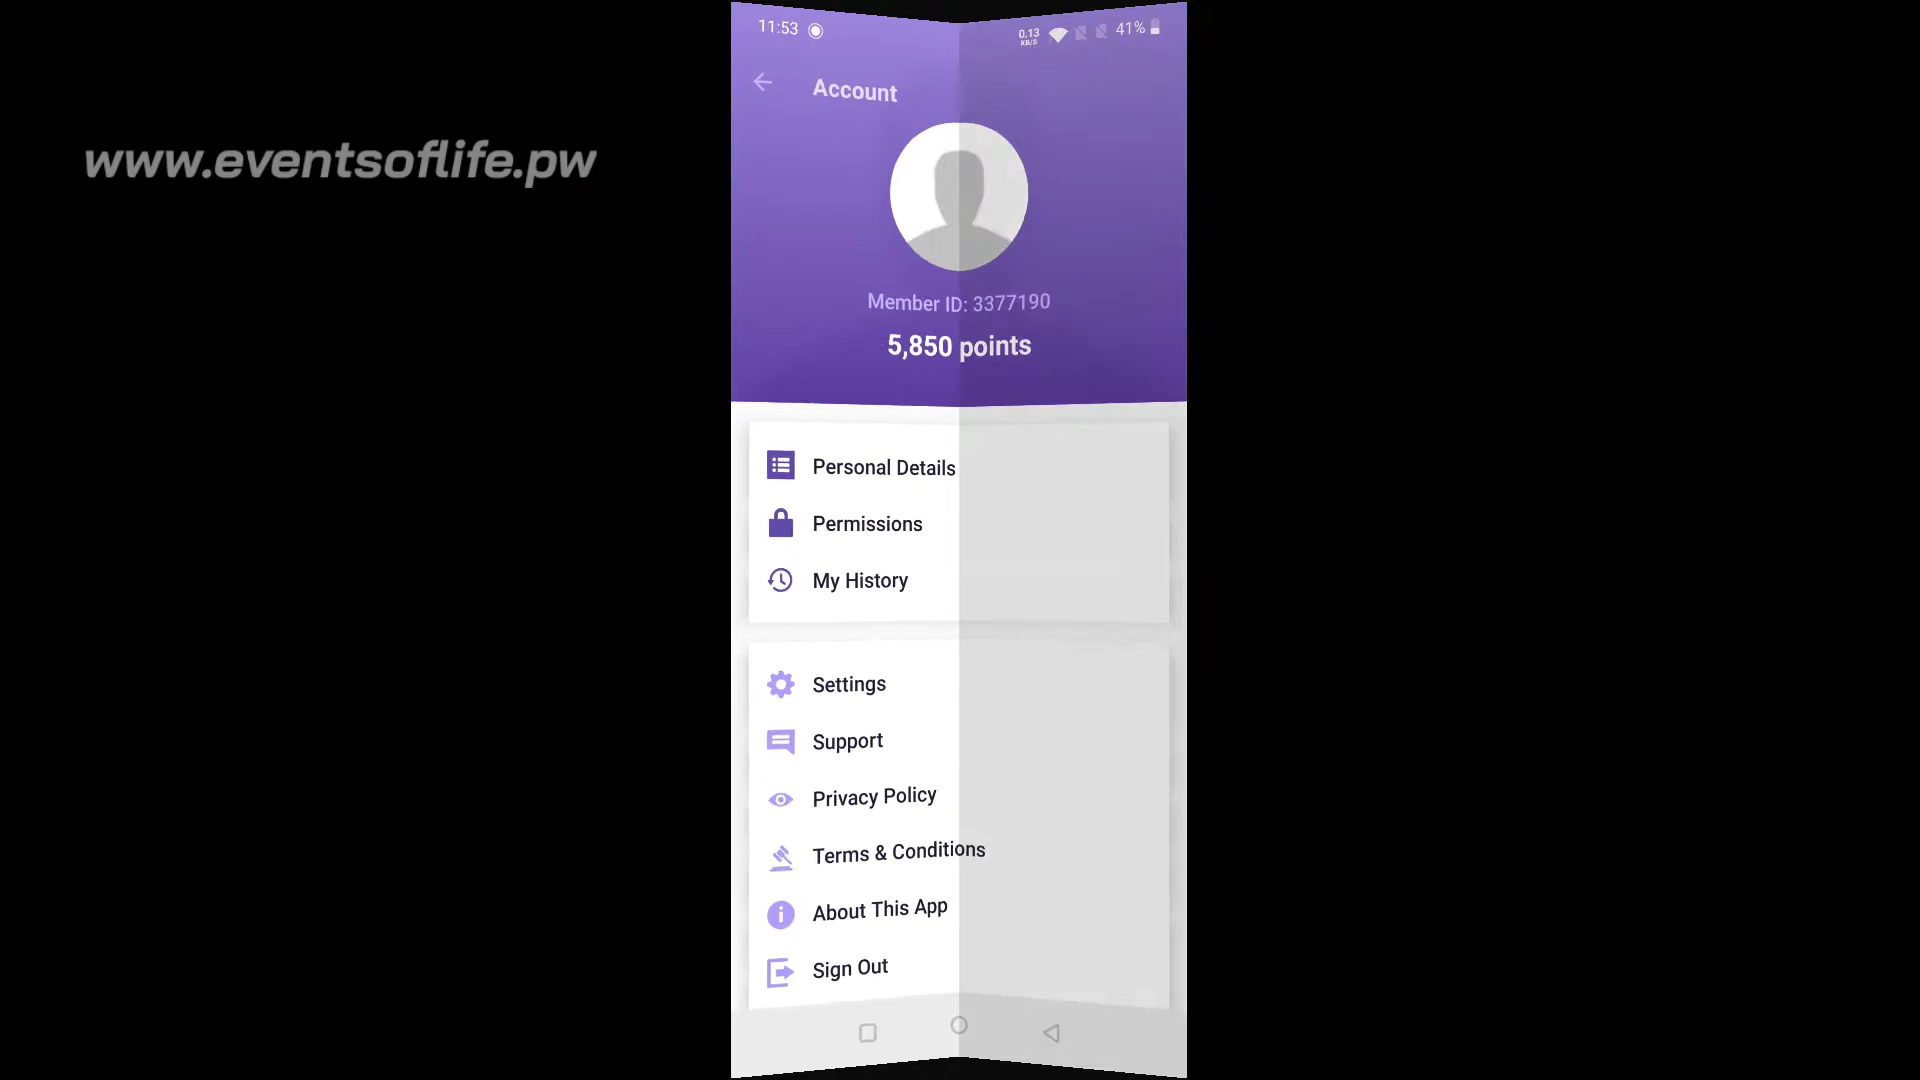 11:53
0.13
KB/S
41%
Account
www.eventsoflife.pw
Member ID: 3377190
5,850 points
Personal Details
Permissions
My History
Settings
Support
Privacy Policy
Terms & Conditions
About This App
Sign Out